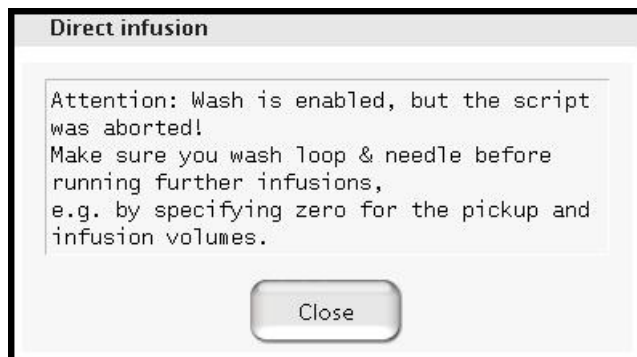 Direct infusion
Attention: Wash is enabled, but the script
was aborted!
Make sure you wash loop & needle before
running further infusions,
e.g. by specifying zero for the pickup and
infusion volumes.
Close